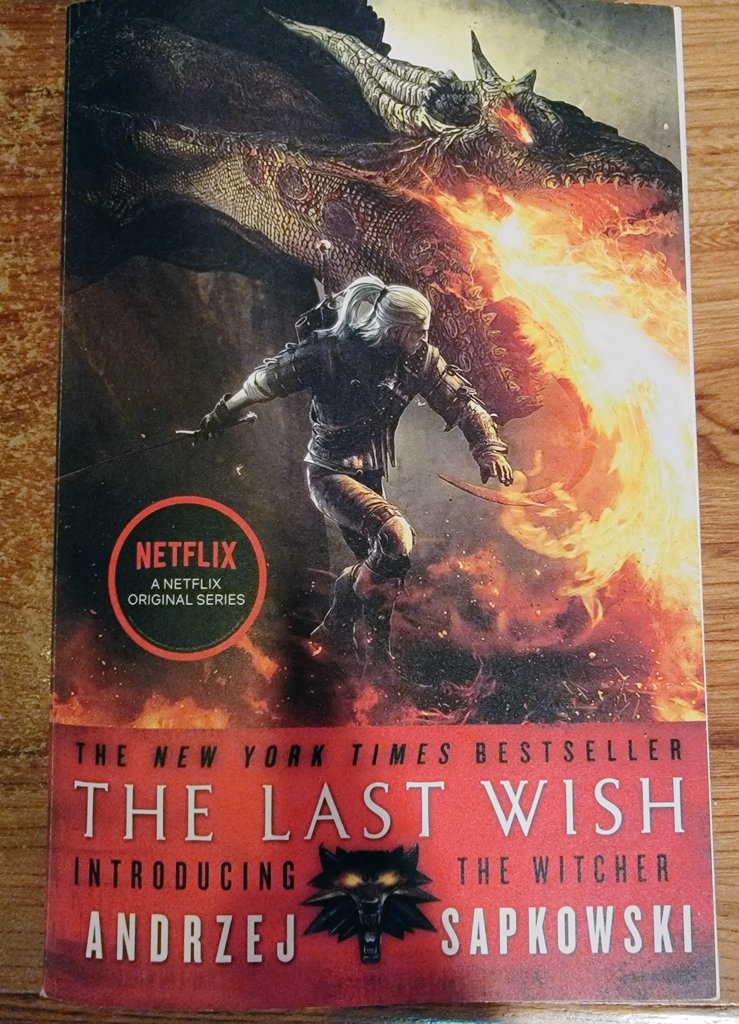 NETFLIX
A NETFLIX
ORIGINAL SERIES
THE NEW YORK TIMES BESTSELLER
THE LAST WISH
INTRODUCING THE WITCHER
ANDRZEJ SAPKOWSKI